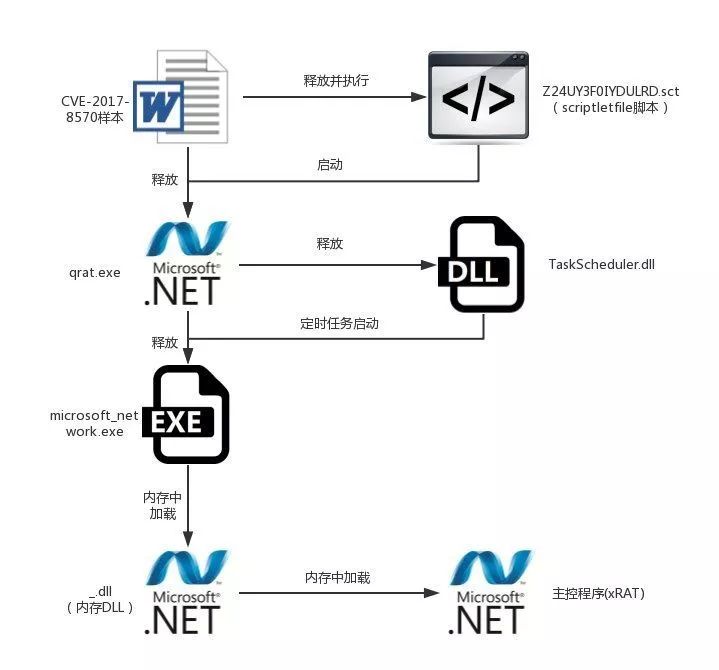 CVE-2017-
8570样本
W
释放并执行
</>
Z24UY3F0IYDULRD.sct
（scriptletfile脚本）
释放
启动
qrat.exe
Microsoft®
.NET
释放
DLL
TaskScheduler.dll
释放
定时任务启动
microsoft_net
work.exe
EXE
内存中
加载
_.dll
（内存DLL）
Microsoft®
.NET
内存中加载
Microsoft®
.NET
主控程序(xRAT)